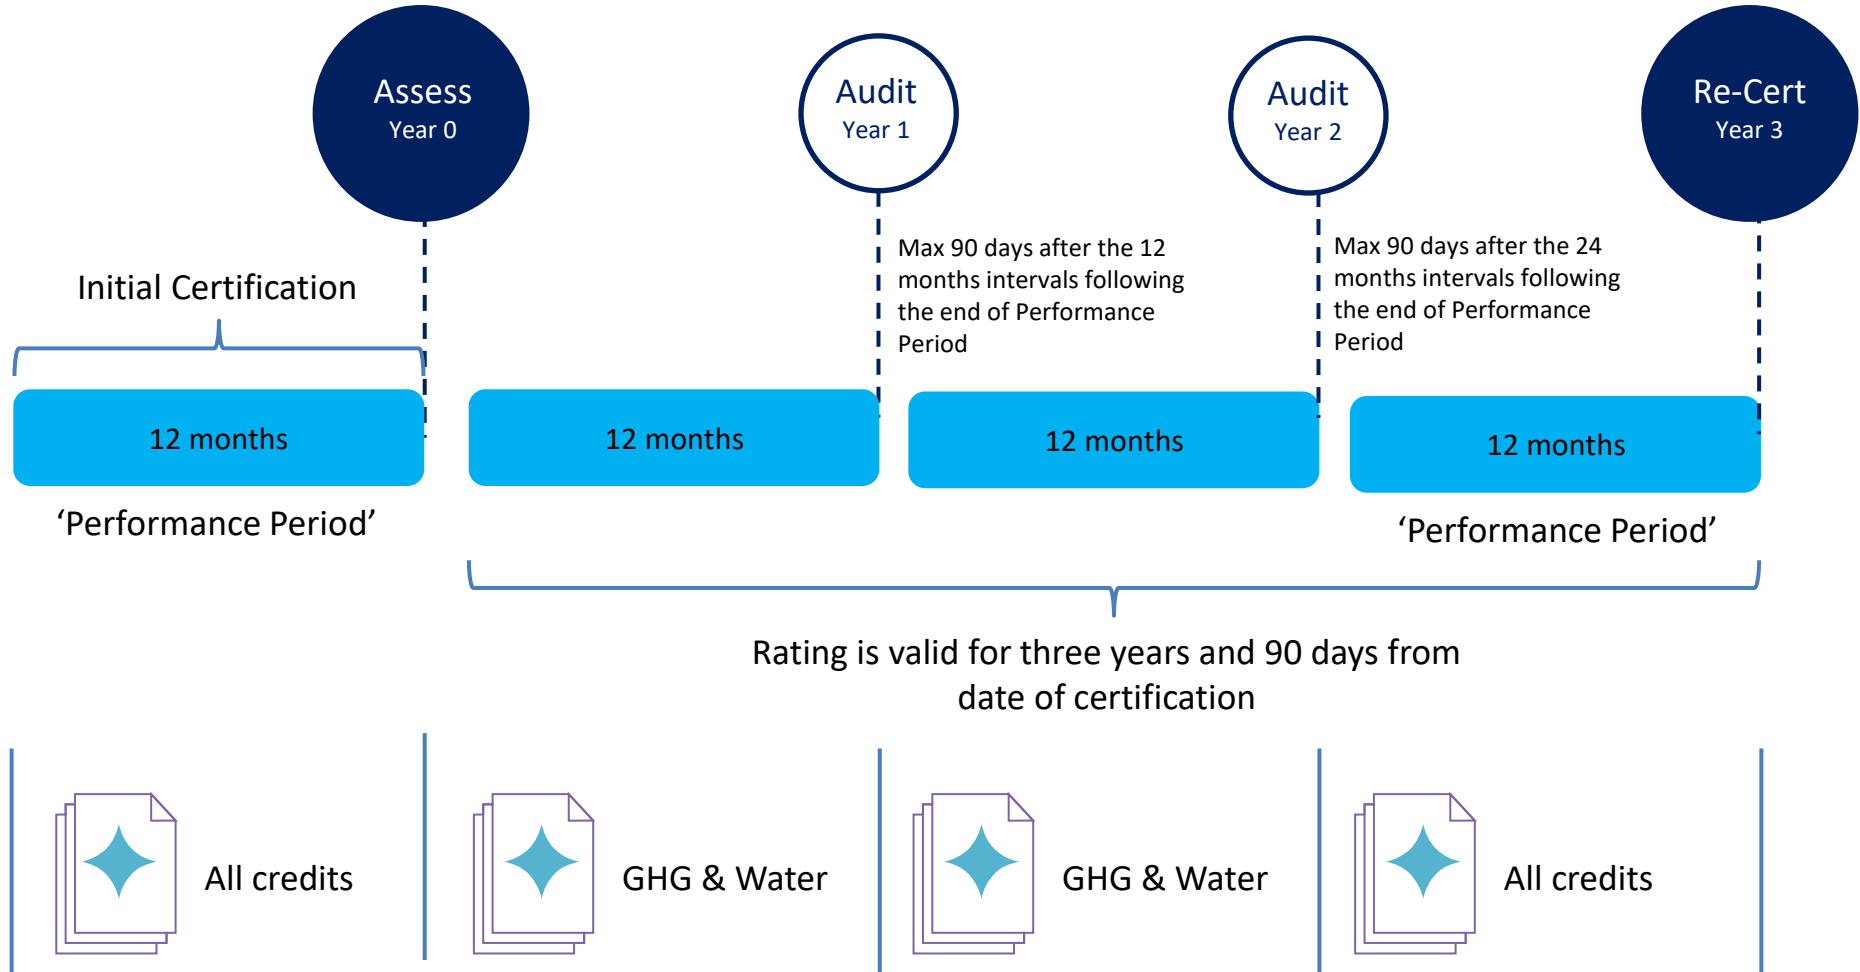 Assess
Year 0
Audit
Year 1
Audit
Year 2
Re-Cert
Year 3
Initial Certification
Max 90 days after the 12
months intervals following
the end of Performance
Period
Max 90 days after the 24
months intervals following
the end of Performance
Period
12 months
12 months
12 months
12 months
‘Performance Period’
‘Performance Period’
Rating is valid for three years and 90 days from
date of certification
All credits
GHG & Water
GHG & Water
All credits